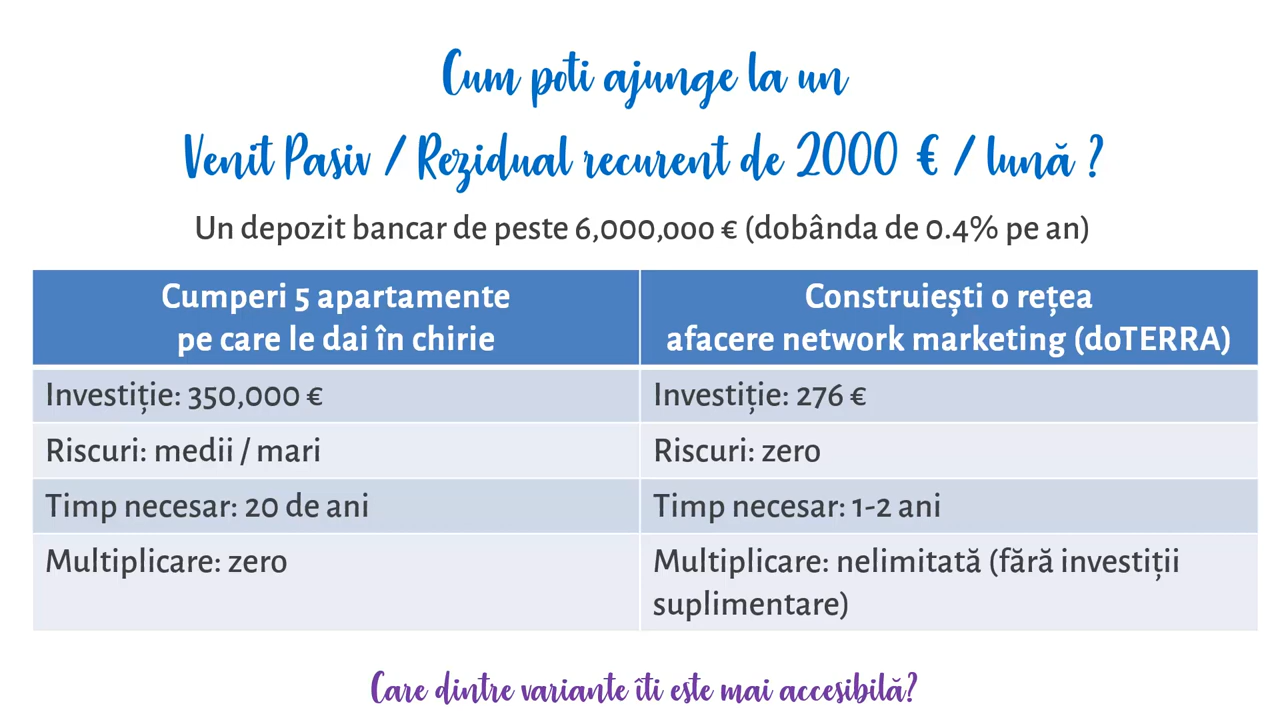 Cum poti ajunge la un
Venit Pasiv / Rezidual recurent de 2000 € / lună ?
Un depozit bancar de peste 6,000,000 € (dobânda de 0.4% pe an)
Cumperi 5 apartamente
pe care le dai în chirie
Construiești o rețea
afacere network marketing (doTERRA)
Investiție: 350,000 €
Investiție: 276 €
Riscuri: medii / mari
Riscuri: zero
Timp necesar: 20 de ani
Timp necesar: 1-2 ani
Multiplicare: zero
Multiplicare: nelimitată (fără investiții
suplimentare)
Care dintre variante îti este mai accesibilă?